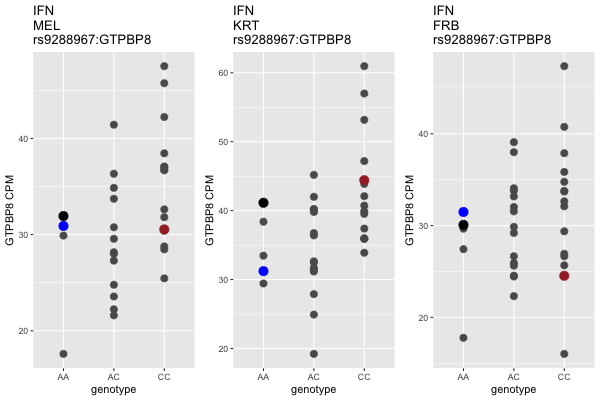 IFN
MEL
rs9288967:GTPBP8
GTPBP8 CPM
40
30
20
AA
AC
CC
genotype
IFN
KRT
rs9288967:GTPBP8
GTPBP8 CPM
60
50
40
30
20
AA
AC
CC
genotype
IFN
FRB
rs9288967:GTPBP8
GTPBP8 CPM
40
30
20
AA
AC
CC
genotype